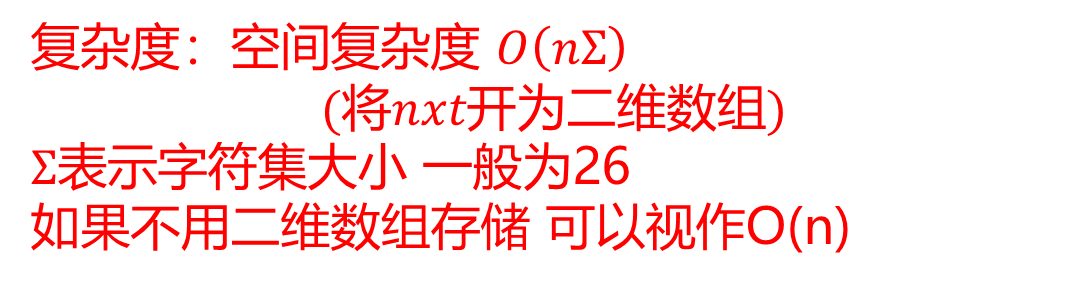 复杂度：空间复杂度 O(nΣ)
(将nxt开为二维数组)
Σ表示字符集大小 一般为26
如果不用二维数组存储 可以视作O(n)